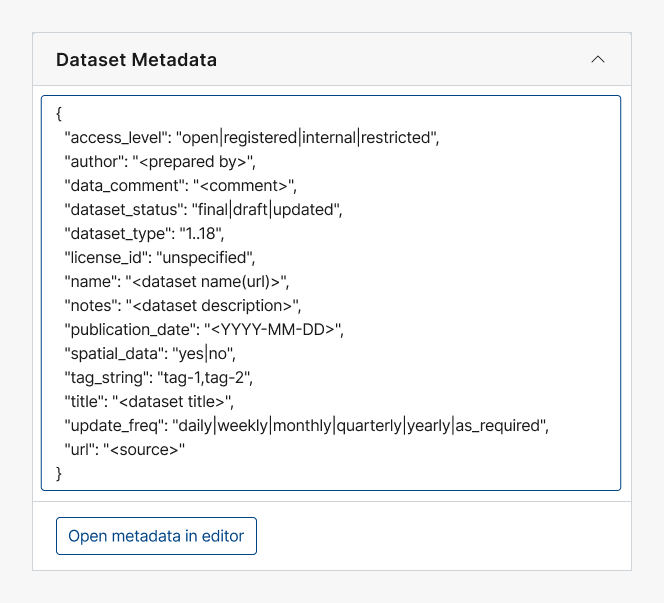 Dataset Metadata
{
"access_level": "open|registered|internal|restricted",
"author": "<prepared by>",
"data_comment": "<comment>",
"dataset_status": "final|draft|updated",
"dataset_type": "1..18",
"license_id": "unspecified",
"name": "<dataset name(url)>",
"notes": "<dataset description>",
"publication_date": "<YYYY-MM-DD>",
"spatial_data": "yes|no",
"tag_string": "tag-1,tag-2",
"title": "<dataset title>",
"update_freq": "daily|weekly|monthly|quarterly|yearly|as_required",
"url": "<source>"
}
Open metadata in editor